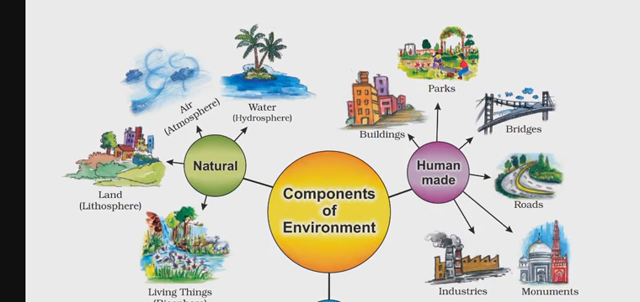 Parks
Air
(Atmosphere)
Water
(Hydrosphere)
Buildings
Bridges
Natural
Human
made
Land
(Lithosphere)
Components
of
Environment
Roads
Living Things
Industries
Monuments